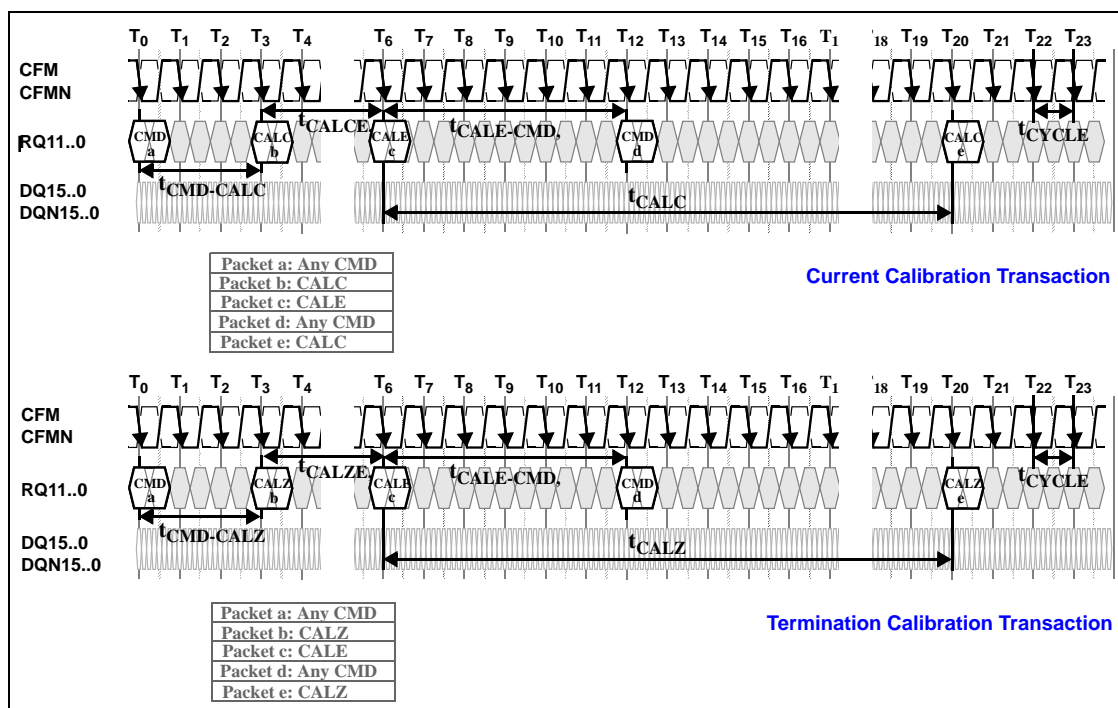 T0 T1 T2 T3 T4 T6 T7 T8 T9 T10 T11 T12 T13 T14 T15 T16 T1 18 T19 T20 T21 T22 T23
CFM
CFMN
tCALCE, tCALE-CMD, tCYCLE
RQ11..0
CMD a CALC b CALE c CMD d CALC e
tCMD-CALC
DQ15..0
DQN15..0
tCALC
Packet a: Any CMD
Packet b: CALC
Packet c: CALE
Packet d: Any CMD
Packet e: CALC
Current Calibration Transaction
T0 T1 T2 T3 T4 T6 T7 T8 T9 T10 T11 T12 T13 T14 T15 T16 T1 18 T19 T20 T21 T22 T23
CFM
CFMN
tCALZE, tCALE-CMD, tCYCLE
RQ11..0
CMD a CALZ b CALE c CMD d CALZ e
tCMD-CALZ
DQ15..0
DQN15..0
tCALZ
Packet a: Any CMD
Packet b: CALZ
Packet c: CALE
Packet d: Any CMD
Packet e: CALZ
Termination Calibration Transaction